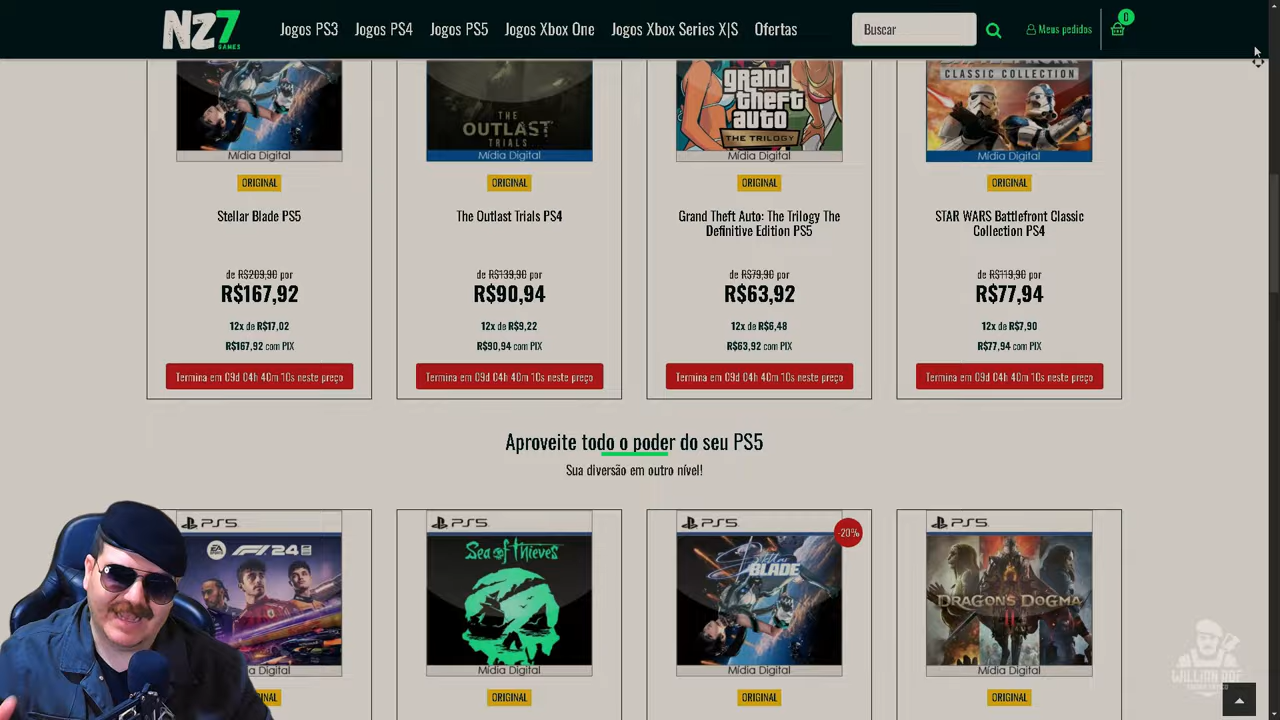 NZ7
GAMES
Jogos PS3
Jogos PS4
Jogos PS5
Jogos Xbox One
Jogos Xbox Series X|S
Ofertas
Buscar
Meus pedidos
0
Mídia Digital
ORIGINAL
Stellar Blade PS5
de R$209,90 por
R$167,92
12x de R$17,02
R$167,92 com PIX
Termina em 09d 04h 40m 10s neste preço
THE
OUTLAST
TRIALS
Mídia Digital
ORIGINAL
The Outlast Trials PS4
de R$139,90 por
R$90,94
12x de R$9,22
R$90,94 com PIX
Termina em 09d 04h 40m 10s neste preço
grand
theft
auto
THE TRILOGY
Mídia Digital
ORIGINAL
Grand Theft Auto: The Trilogy The
Definitive Edition PS5
de R$79,90 por
R$63,92
12x de R$6,48
R$63,92 com PIX
Termina em 09d 04h 40m 10s neste preço
CLASSIC COLLECTION
Mídia Digital
ORIGINAL
STAR WARS Battlefront Classic
Collection PS4
de R$119,90 por
R$77,94
12x de R$7,90
R$77,94 com PIX
Termina em 09d 04h 40m 10s neste preço
Aproveite todo o poder do seu PS5
Sua diversão em outro nível!
PS5
EA SPORTS
F1 24
ia Digital
PS5
Sea of Thieves
Mídia Digital
ORIGINAL
PS5
-20%
Stellar
BLADE
Mídia Digital
ORIGINAL
PS5
DRAGON'S DOGMA
Mídia Digital
ORIGINAL